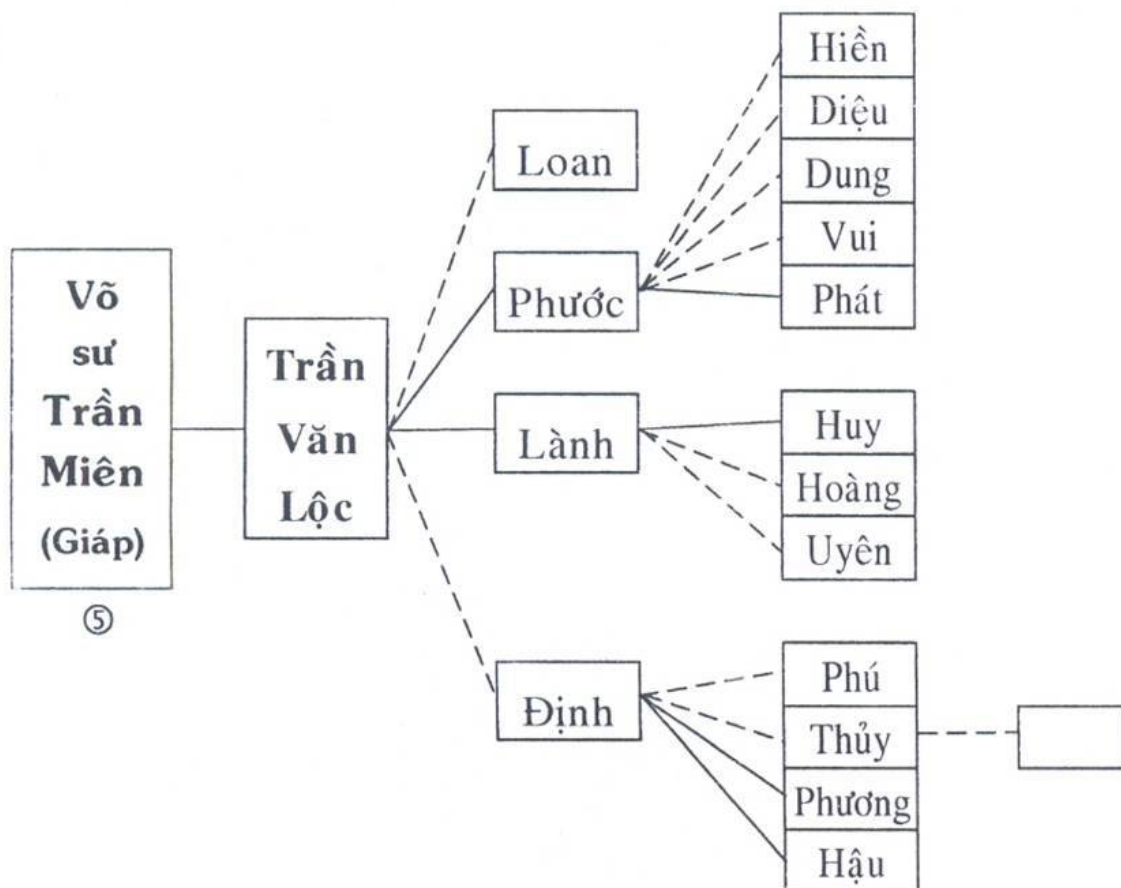 Võ
sư
Trần
Miên
(Giáp)
⑤
Trần
Văn
Lộc
Loan
Phước
Lành
Định
Hiền
Diệu
Dung
Vui
Phát
Huy
Hoàng
Uyên
Phú
Thủy
Phương
Hậu